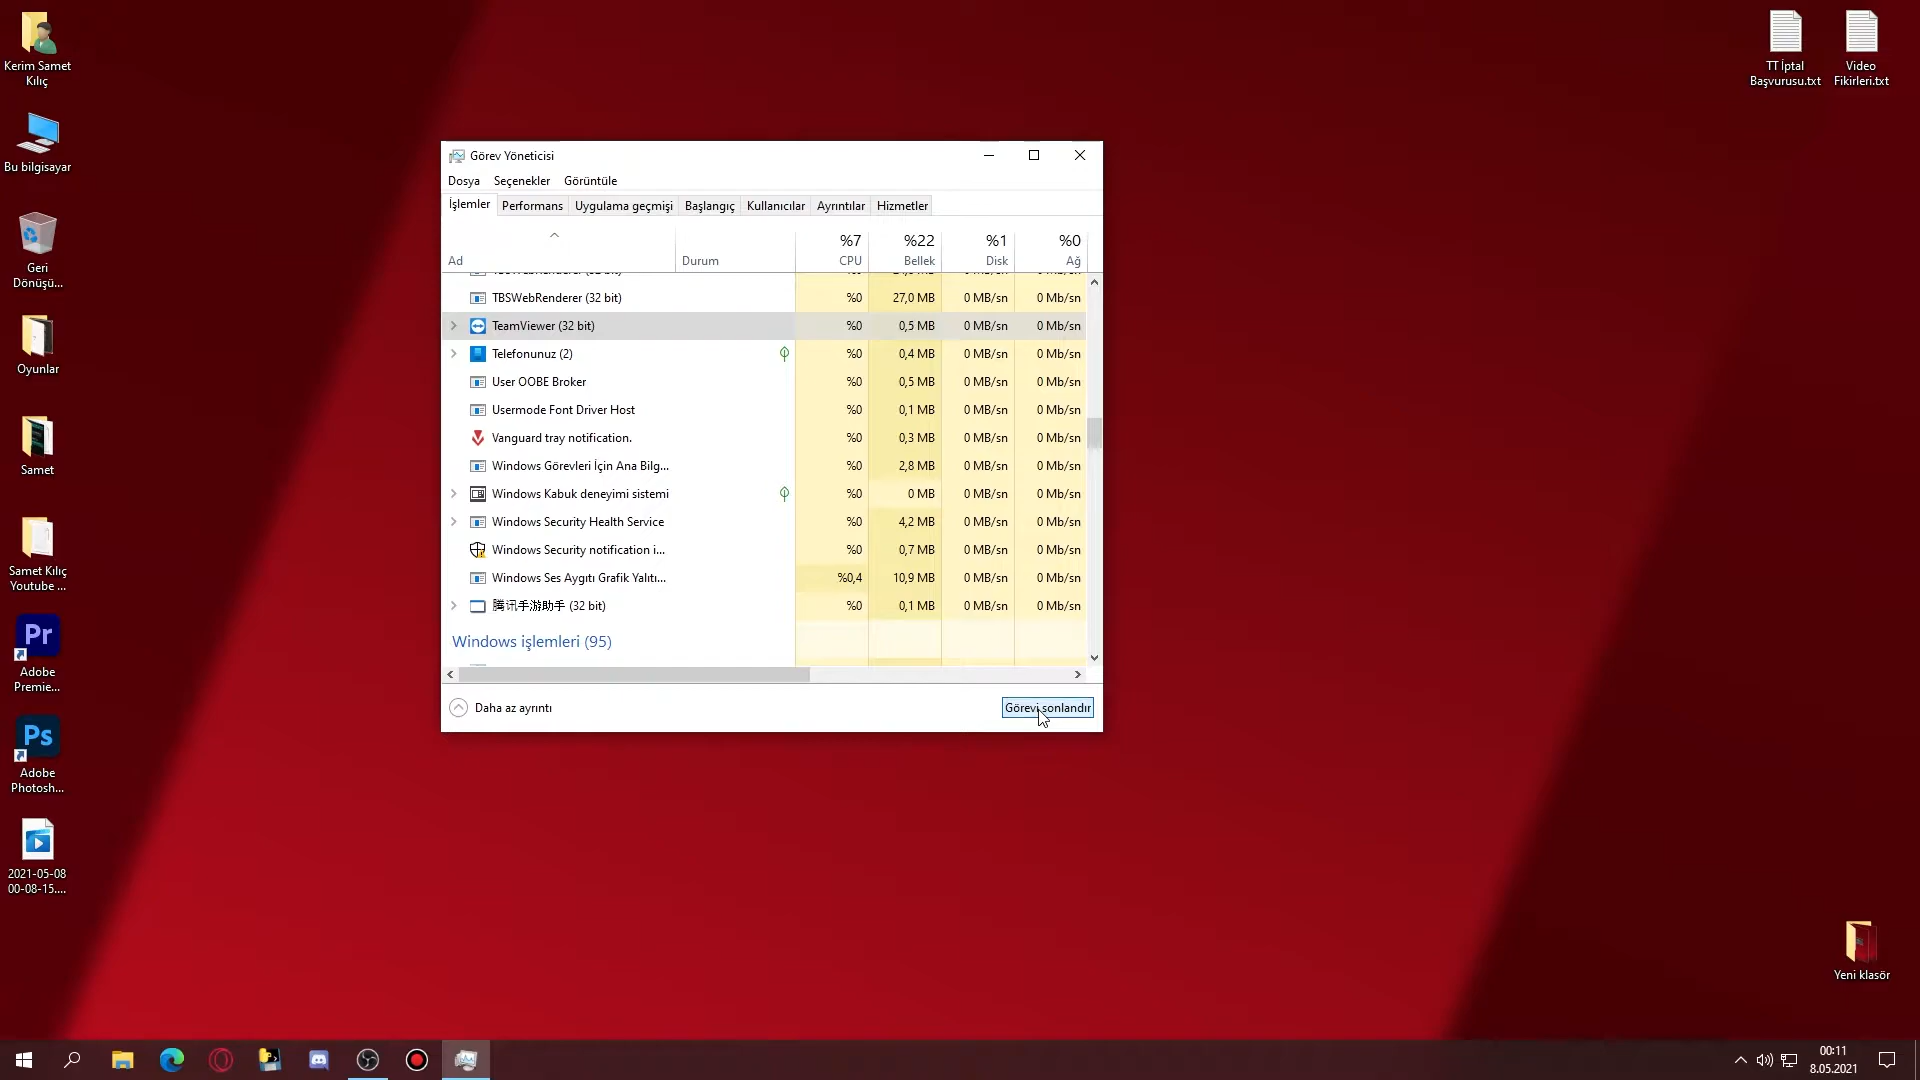 Kerim Samet
Kılıç
Bu bilgisayar
Geri
Dönüşü...
Oyunlar
Samet
Samet Kılıç
Youtube ...
Pr
Adobe
Premie...
Ps
Adobe
Photosh...
2021-05-08
00-08-15....
TT İptal
Başvurusu.txt
Video
Fikirleri.txt
Yeni klasör
Görev Yöneticisi
Dosya Seçenekler Görüntüle
İşlemler Performans Uygulama geçmişi Başlangıç Kullanıcılar Ayrıntılar Hizmetler
%7 %22 %1 %0
Ad Durum CPU Bellek Disk Ağ
TBSWebRenderer (32 bit) %0 27,0 MB 0 MB/sn 0 Mb/sn
TeamViewer (32 bit) %0 0,5 MB 0 MB/sn 0 Mb/sn
Telefonunuz (2) %0 0,4 MB 0 MB/sn 0 Mb/sn
User OOBE Broker %0 0,5 MB 0 MB/sn 0 Mb/sn
Usermode Font Driver Host %0 0,1 MB 0 MB/sn 0 Mb/sn
Vanguard tray notification. %0 0,3 MB 0 MB/sn 0 Mb/sn
Windows Görevleri İçin Ana Bilg... %0 2,8 MB 0 MB/sn 0 Mb/sn
Windows Kabuk deneyimi sistemi %0 0 MB 0 MB/sn 0 Mb/sn
Windows Security Health Service %0 4,2 MB 0 MB/sn 0 Mb/sn
Windows Security notification i... %0 0,7 MB 0 MB/sn 0 Mb/sn
Windows Ses Aygıtı Grafik Yalıtı... %0,4 10,9 MB 0 MB/sn 0 Mb/sn
腾讯手游助手 (32 bit) %0 0,1 MB 0 MB/sn 0 Mb/sn
Windows işlemleri (95)
Daha az ayrıntı
Görevi sonlandır
00:11
8.05.2021